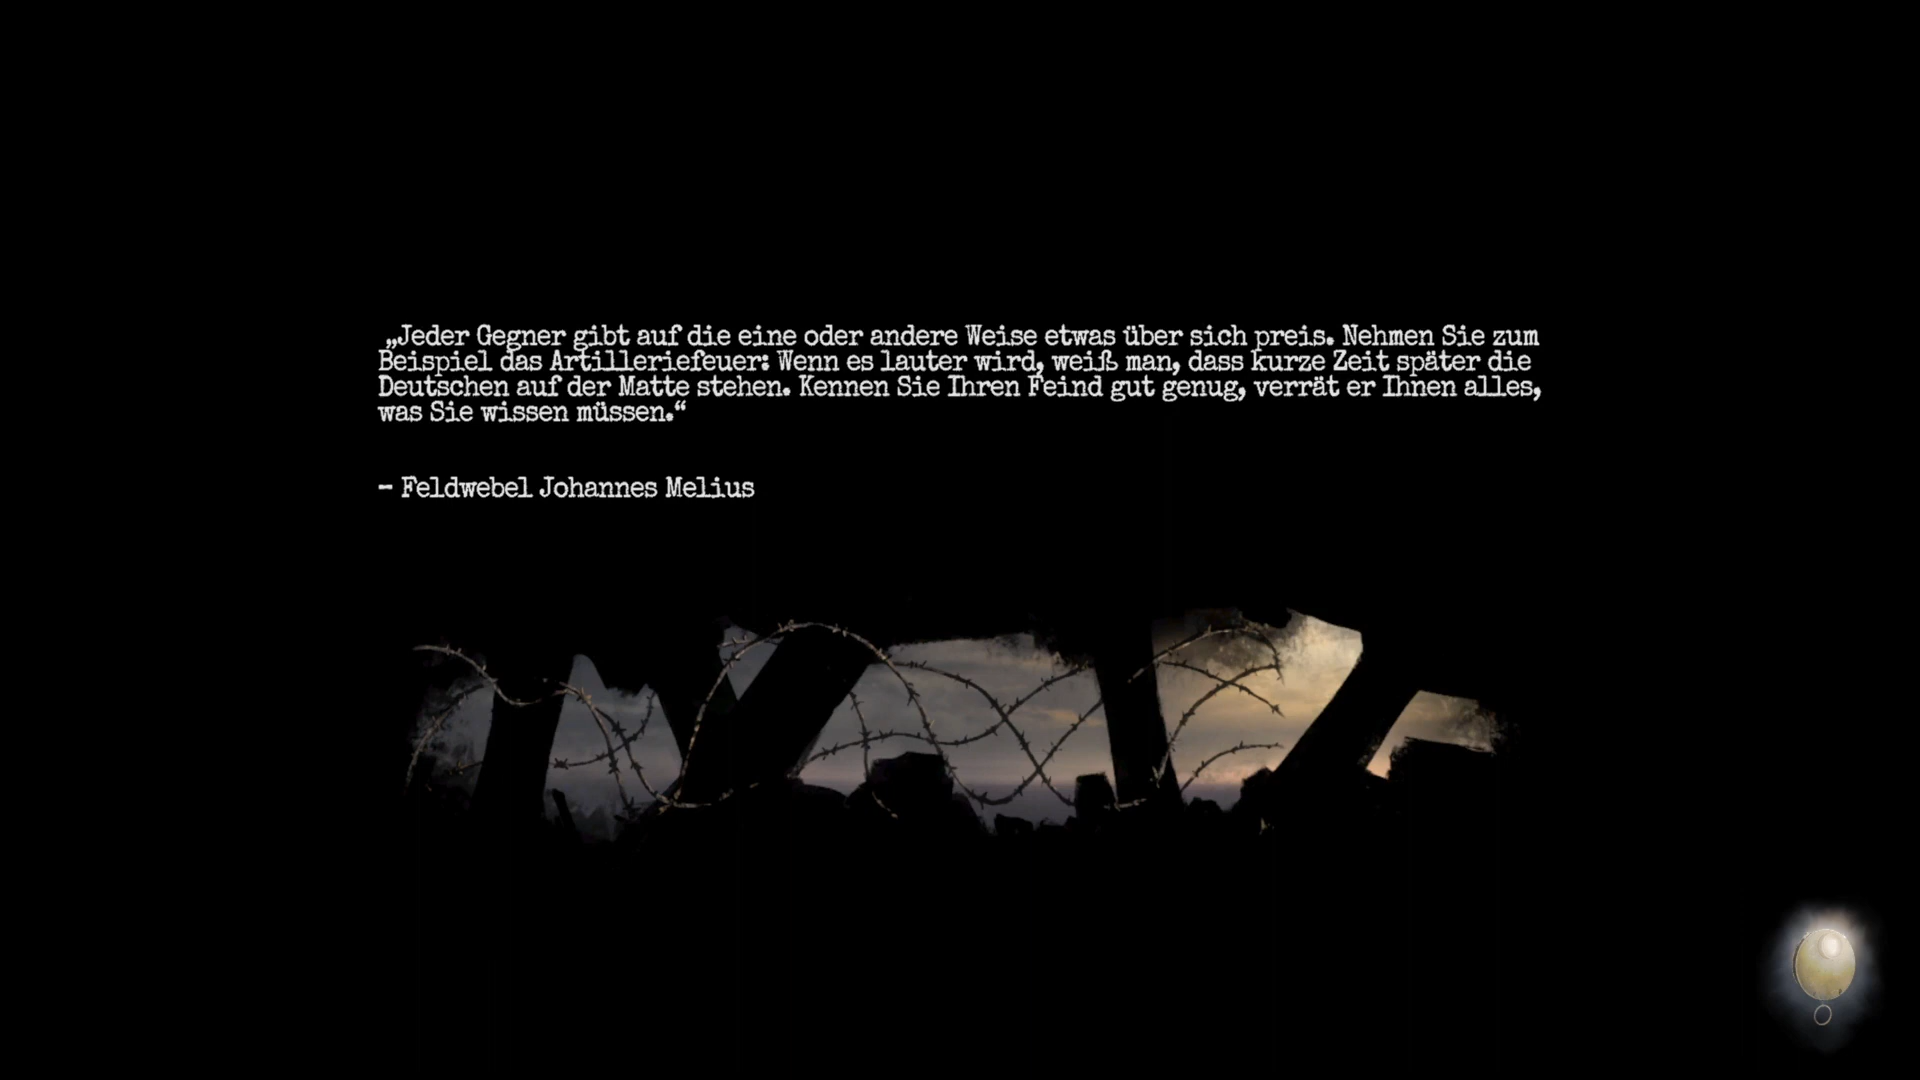 „Jeder Gegner gibt auf die eine oder andere Weise etwas über sich preis. Nehmen Sie zum
Beispiel das Artilleriefeuer: Wenn es lauter wird, weiß man, dass kurze Zeit später die
Deutschen auf der Matte stehen. Kennen Sie Ihren Feind gut genug, verrät er Ihnen alles,
was Sie wissen müssen.“
- Feldwebel Johannes Melius